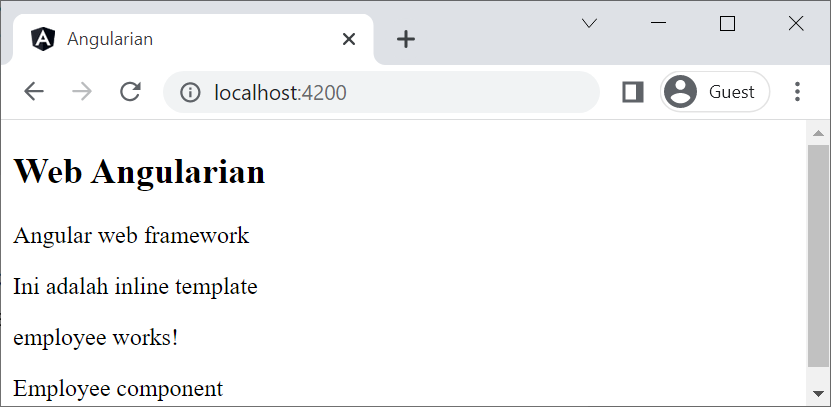 Angularian
localhost:4200
Guest
Web Angularian
Angular web framework
Ini adalah inline template
employee works!
Employee component